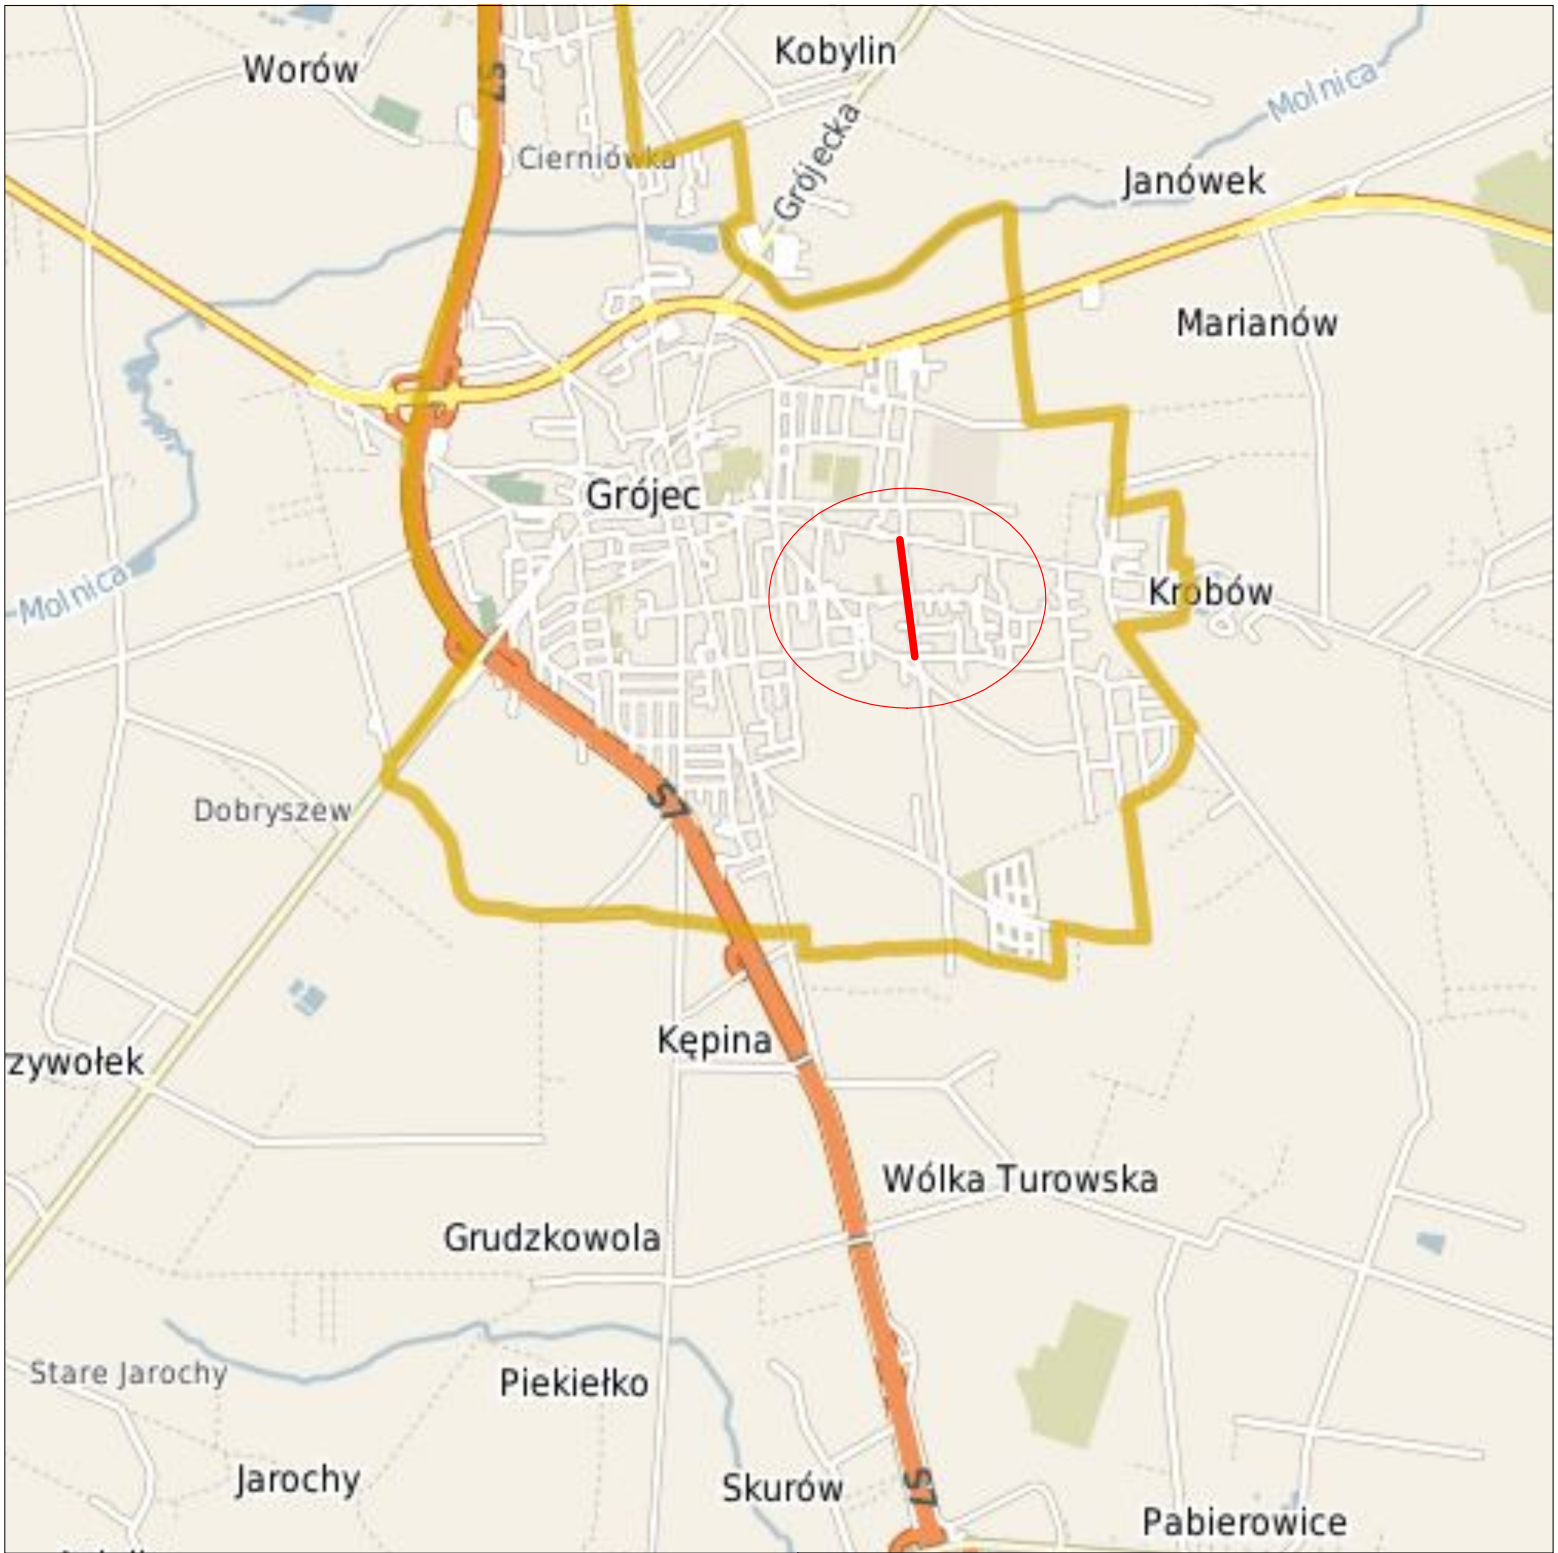 Kobylin
Worów
S7
Molnica
Grójecka
Cierniówka
Janówek
Marianów
Grójec
Molnica
Krobów
S7
Dobryszew
Kępina
zywołek
Wólka Turowska
Grudzkowola
Stare Jarochy
Piekiełko
Jarochy
Skurów
S7
Pabierowice